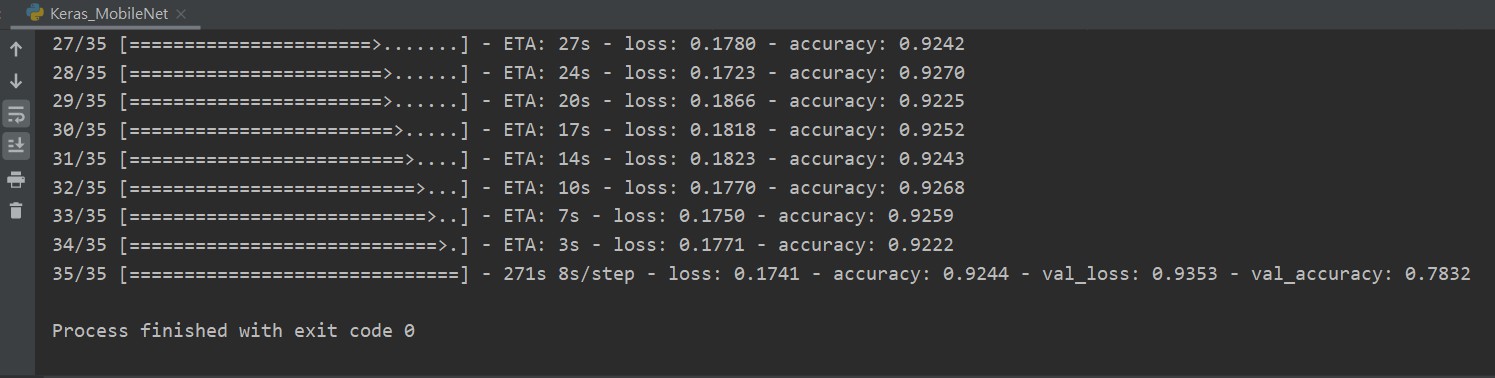 Keras_MobileNet
27/35 [======================>.......] - ETA: 27s - loss: 0.1780 - accuracy: 0.9242
28/35 [=======================>......] - ETA: 24s - loss: 0.1723 - accuracy: 0.9270
29/35 [=======================>......] - ETA: 20s - loss: 0.1866 - accuracy: 0.9225
30/35 [========================>.....] - ETA: 17s - loss: 0.1818 - accuracy: 0.9252
31/35 [=========================>....] - ETA: 14s - loss: 0.1823 - accuracy: 0.9243
32/35 [==========================>...] - ETA: 10s - loss: 0.1770 - accuracy: 0.9268
33/35 [===========================>..] - ETA: 7s - loss: 0.1750 - accuracy: 0.9259
34/35 [============================>.] - ETA: 3s - loss: 0.1771 - accuracy: 0.9222
35/35 [==============================] - 271s 8s/step - loss: 0.1741 - accuracy: 0.9244 - val_loss: 0.9353 - val_accuracy: 0.7832
Process finished with exit code 0